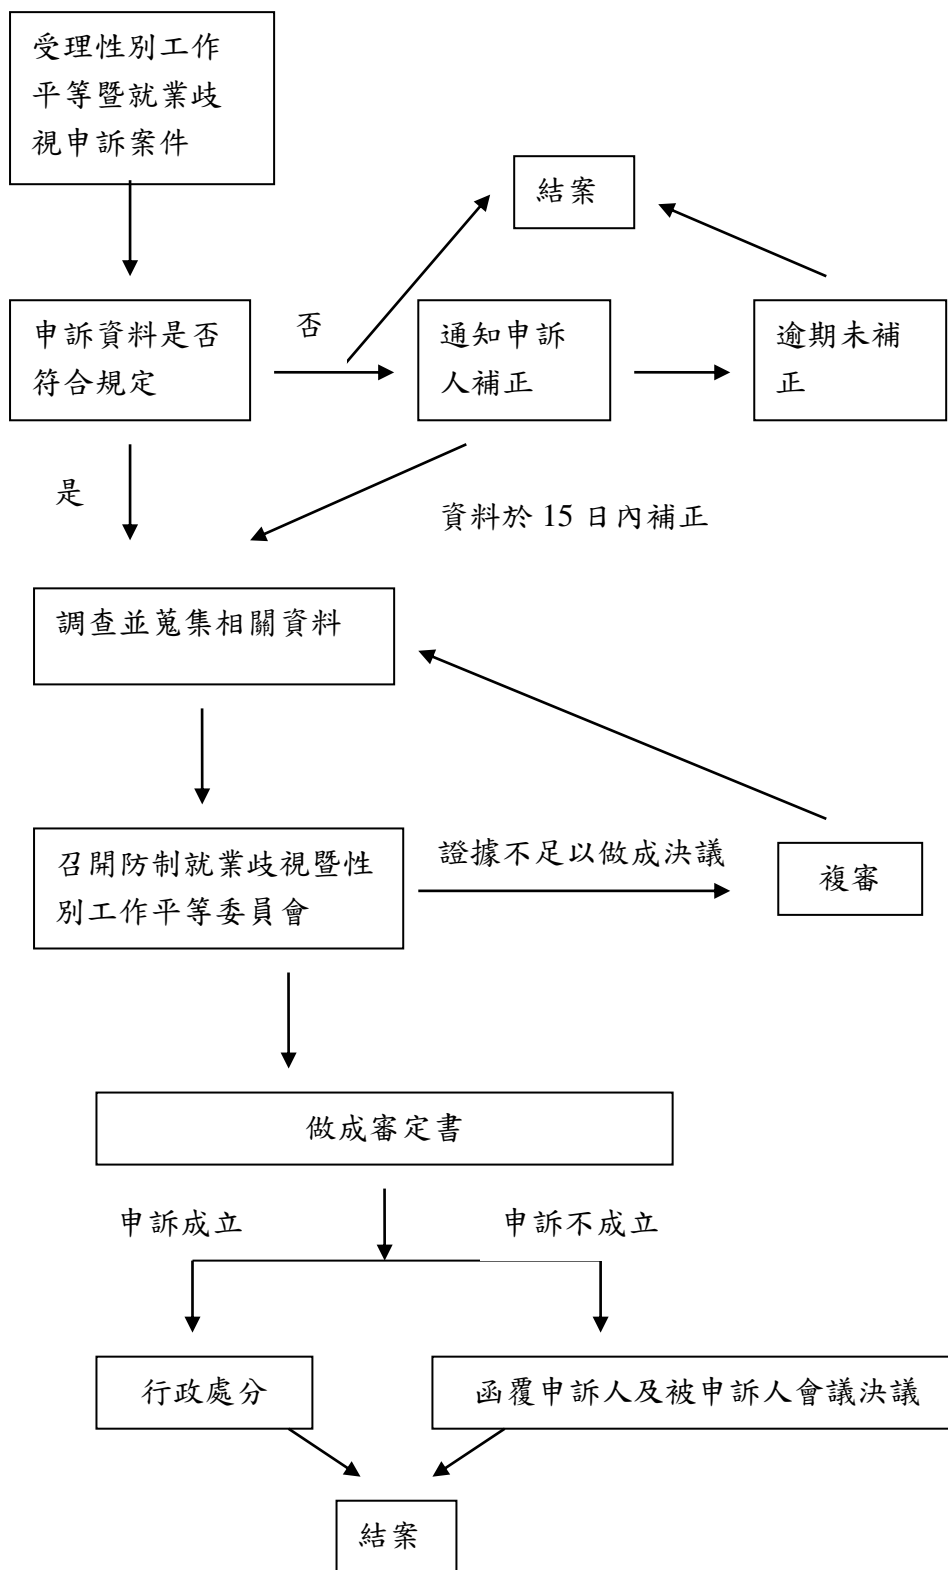 受理性別工作
平等暨就業歧
視申訴案件
結案
申訴資料是否
符合規定
否
通知申訴
人補正
逾期未補
正
是
資料於 15 日內補正
調查並蒐集相關資料
召開防制就業歧視暨性
別工作平等委員會
證據不足以做成決議
複審
做成審定書
申訴成立
申訴不成立
行政處分
函覆申訴人及被申訴人會議決議
結案